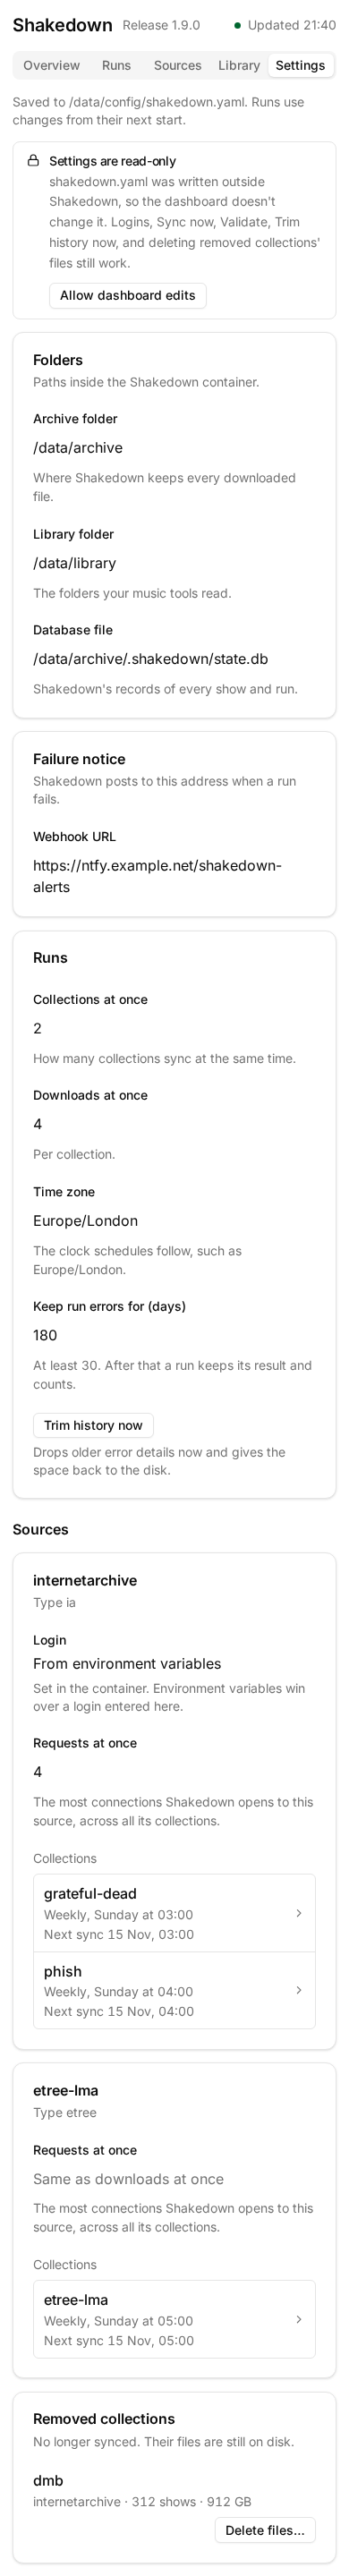 Shakedown Release 1.9.0 Updated 21:40
Overview Runs Sources Library Settings
Saved to /data/config/shakedown.yaml. Runs use
changes from their next start.
Settings are read-only
shakedown.yaml was written outside
Shakedown, so the dashboard doesn't
change it. Logins, Sync now, Validate, Trim
history now, and deleting removed collections'
files still work.
Allow dashboard edits
Folders
Paths inside the Shakedown container.
Archive folder
/data/archive
Where Shakedown keeps every downloaded
file.
Library folder
/data/library
The folders your music tools read.
Database file
/data/archive/.shakedown/state.db
Shakedown's records of every show and run.
Failure notice
Shakedown posts to this address when a run
fails.
Webhook URL
https://ntfy.example.net/shakedown-
alerts
Runs
Collections at once
2
How many collections sync at the same time.
Downloads at once
4
Per collection.
Time zone
Europe/London
The clock schedules follow, such as
Europe/London.
Keep run errors for (days)
180
At least 30. After that a run keeps its result and
counts.
Trim history now
Drops older error details now and gives the
space back to the disk.
Sources
internetarchive
Type ia
Login
From environment variables
Set in the container. Environment variables win
over a login entered here.
Requests at once
4
The most connections Shakedown opens to this
source, across all its collections.
Collections
grateful-dead
Weekly, Sunday at 03:00
Next sync 15 Nov, 03:00
phish
Weekly, Sunday at 04:00
Next sync 15 Nov, 04:00
etree-lma
Type etree
Requests at once
Same as downloads at once
The most connections Shakedown opens to this
source, across all its collections.
Collections
etree-lma
Weekly, Sunday at 05:00
Next sync 15 Nov, 05:00
Removed collections
No longer synced. Their files are still on disk.
dmb
internetarchive · 312 shows · 912 GB
Delete files…